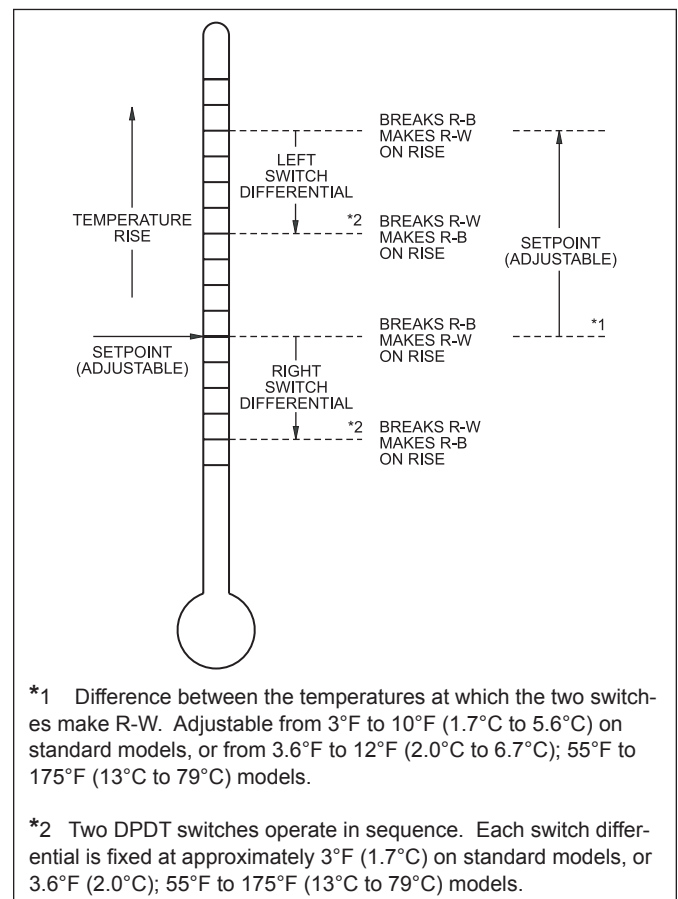 BREAKS R-B
MAKES R-W
ON RISE
LEFT
SWITCH
DIFFERENTIAL
TEMPERATURE
RISE
*2 BREAKS R-W
MAKES R-B
ON RISE
SETPOINT
(ADJUSTABLE)
BREAKS R-B
MAKES R-W
ON RISE
*1
SETPOINT
(ADJUSTABLE)
RIGHT
SWITCH
DIFFERENTIAL
*2 BREAKS R-W
MAKES R-B
ON RISE
*1 Difference between the temperatures at which the two switch-
es make R-W. Adjustable from 3°F to 10°F (1.7°C to 5.6°C) on
standard models, or from 3.6°F to 12°F (2.0°C to 6.7°C); 55°F to
175°F (13°C to 79°C) models.
*2 Two DPDT switches operate in sequence. Each switch differ-
ential is fixed at approximately 3°F (1.7°C) on standard models, or
3.6°F (2.0°C); 55°F to 175°F (13°C to 79°C) models.